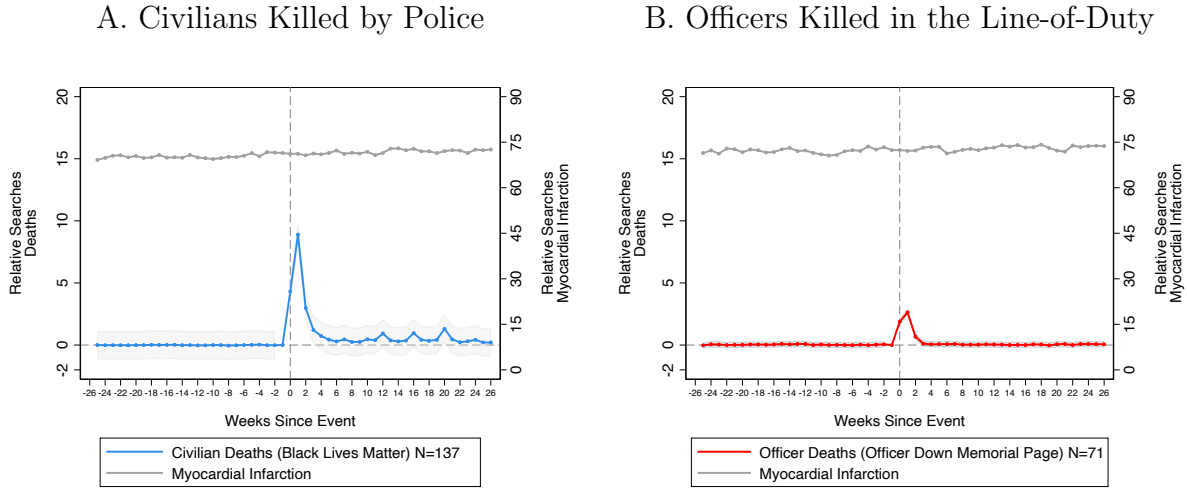 A. Civilians Killed by Police
B. Officers Killed in the Line-of-Duty
20
15
10
5
0
-2
Relative Searches
Deaths
90
75
60
45
30
15
0
Relative Searches
Myocardial Infarction
-26 -24 -22 -20 -18 -16 -14 -12 -10 -8 -6 -4 -2 0 2 4 6 8 10 12 14 16 18 20 22 24 26
Weeks Since Event
Civilian Deaths (Black Lives Matter) N=137
Myocardial Infarction
20
15
10
5
0
-2
Relative Searches
Deaths
90
75
60
45
30
15
0
Relative Searches
Myocardial Infarction
-26 -24 -22 -20 -18 -16 -14 -12 -10 -8 -6 -4 -2 0 2 4 6 8 10 12 14 16 18 20 22 24 26
Weeks Since Event
Officer Deaths (Officer Down Memorial Page) N=71
Myocardial Infarction